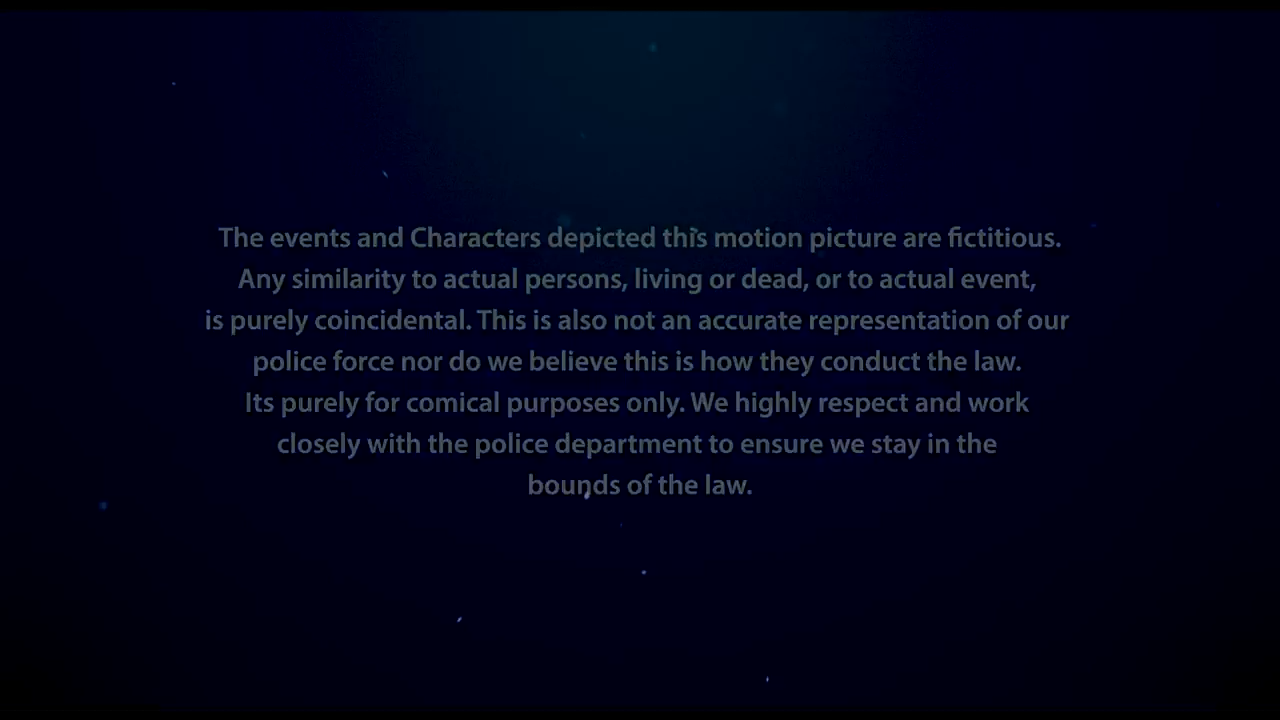 The events and Characters depicted this motion picture are fictitious.
Any similarity to actual persons, living or dead, or to actual event,
is purely coincidental. This is also not an accurate representation of our
police force nor do we believe this is how they conduct the law.
Its purely for comical purposes only. We highly respect and work
closely with the police department to ensure we stay in the
bounds of the law.